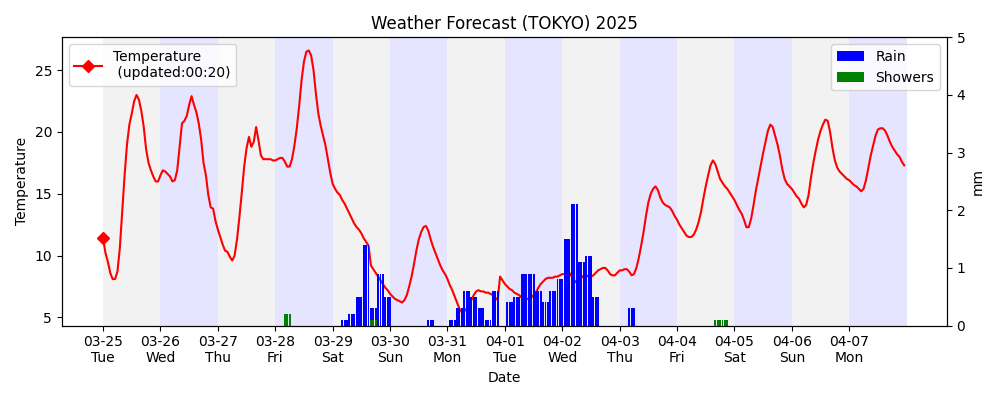 Weather Forecast (TOKYO) 2025
Temperature
(updated:00:20)
Rain
Showers
25
20
15
10
5
Temperature
5
4
3
2
1
0
mm
03-25 03-26 03-27 03-28 03-29 03-30 03-31 04-01 04-02 04-03 04-04 04-05 04-06 04-07
Tue Wed Thu Fri Sat Sun Mon Tue Wed Thu Fri Sat Sun Mon
Date